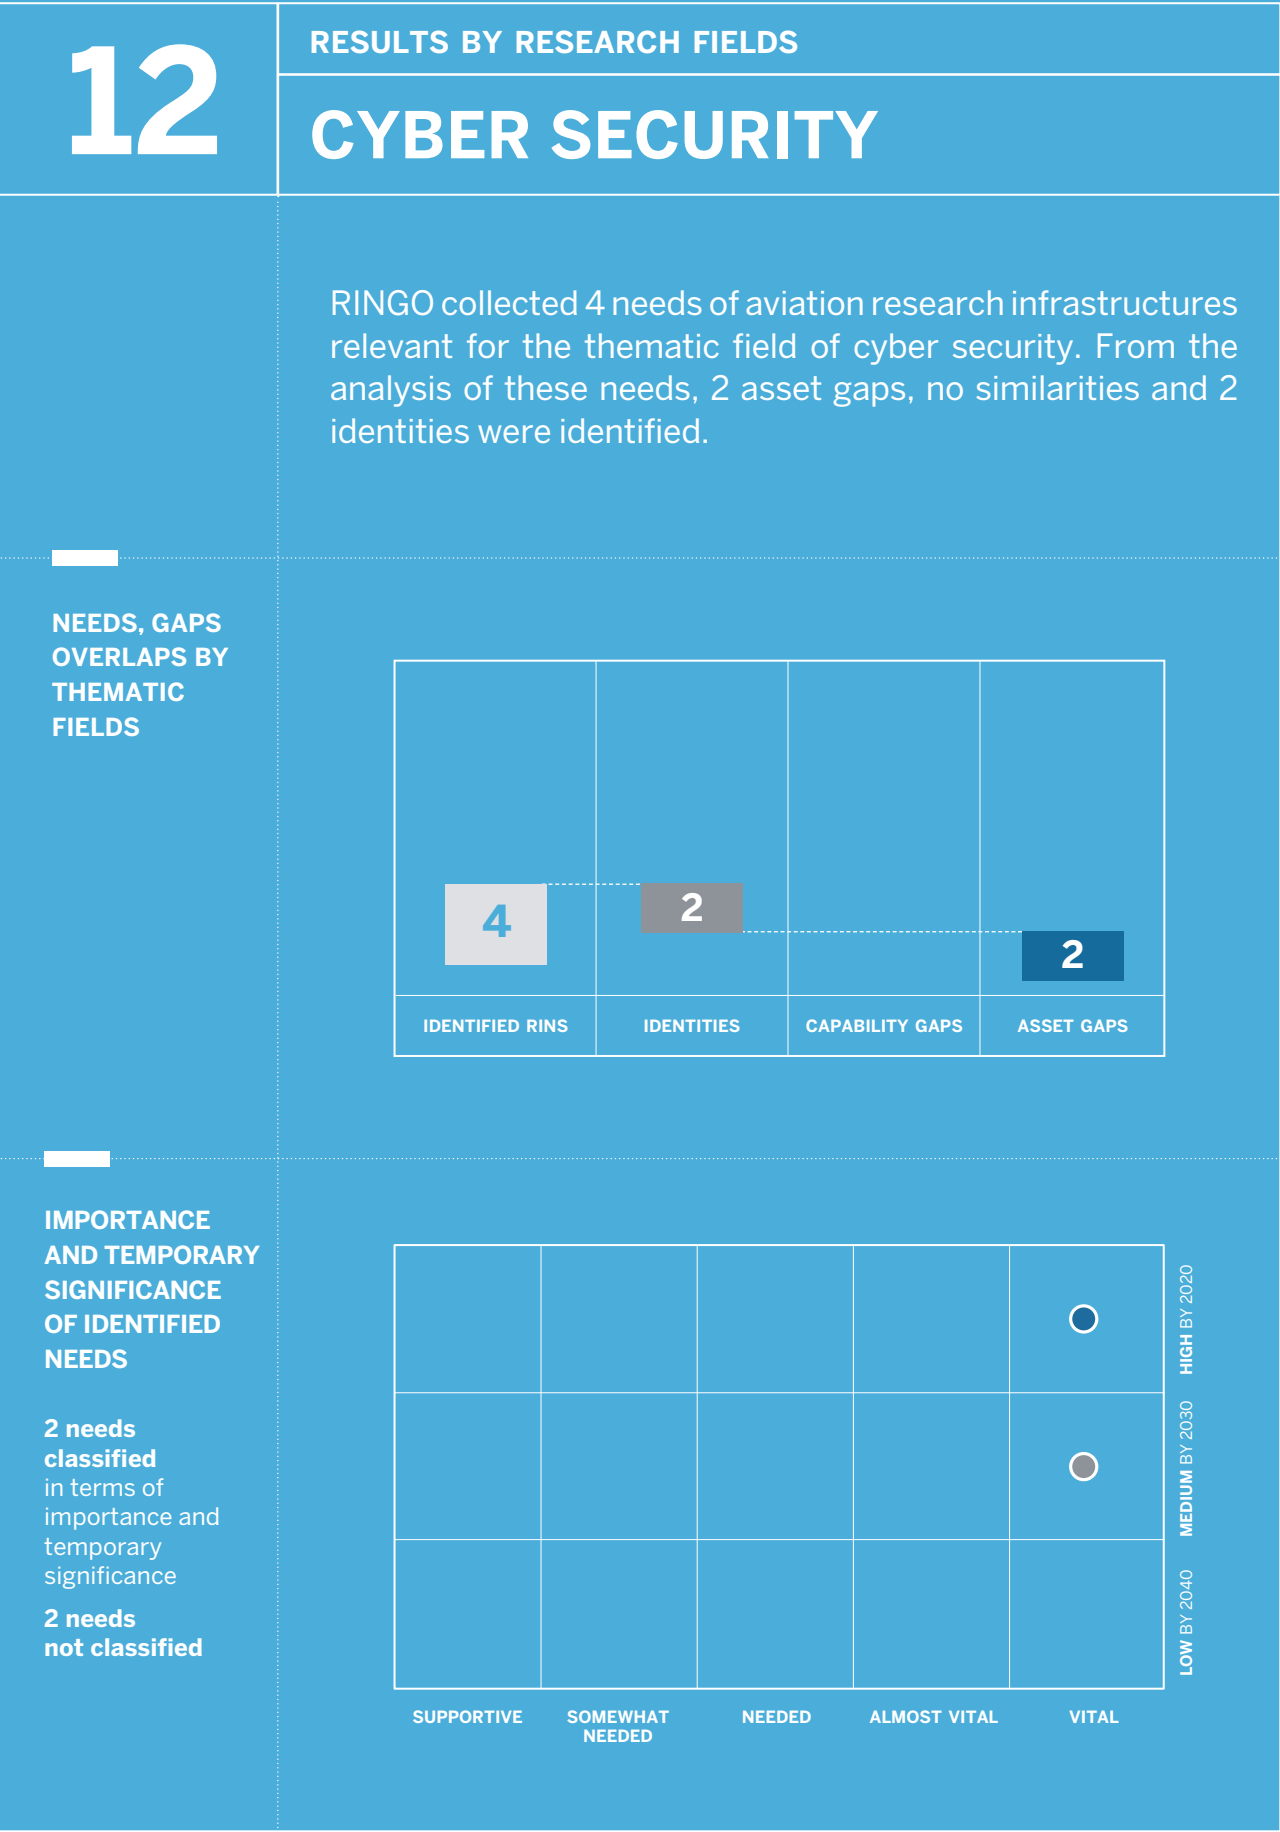 12
RESULTS BY RESEARCH FIELDS
CYBER SECURITY
RINGO collected 4 needs of aviation research infrastructures
relevant for the thematic field of cyber security. From the
analysis of these needs, 2 asset gaps, no similarities and 2
identities were identified.
NEEDS, GAPS
OVERLAPS BY
THEMATIC
FIELDS
4
2
2
IDENTIFIED RINS
IDENTITIES
CAPABILITY GAPS
ASSET GAPS
IMPORTANCE
AND TEMPORARY
SIGNIFICANCE
OF IDENTIFIED
NEEDS
2 needs
classified
in terms of
importance and
temporary
significance
2 needs
not classified
HIGH BY 2020
MEDIUM BY 2030
LOW BY 2040
SUPPORTIVE
SOMEWHAT
NEEDED
NEEDED
ALMOST VITAL
VITAL